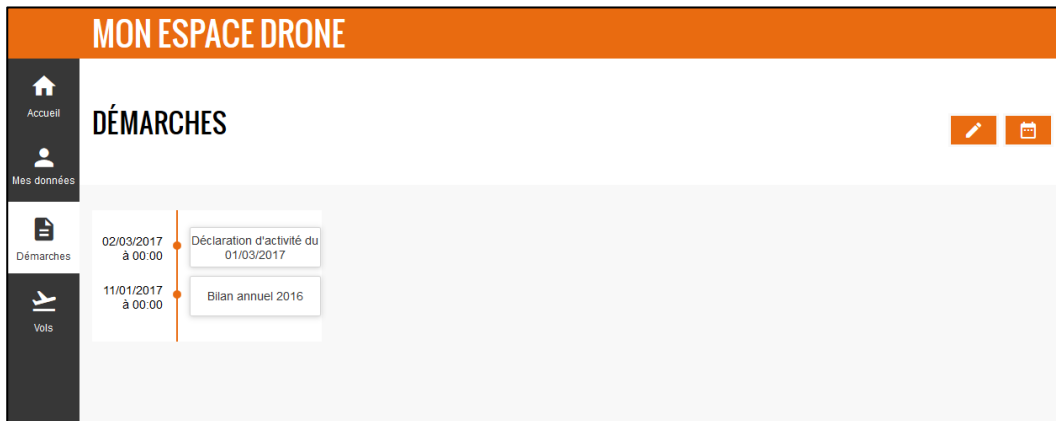 MON ESPACE DRONE
Accueil
Mes données
Démarches
Vols
DÉMARCHES
02/03/2017
à 00:00
Déclaration d'activité du
01/03/2017
11/01/2017
à 00:00
Bilan annuel 2016